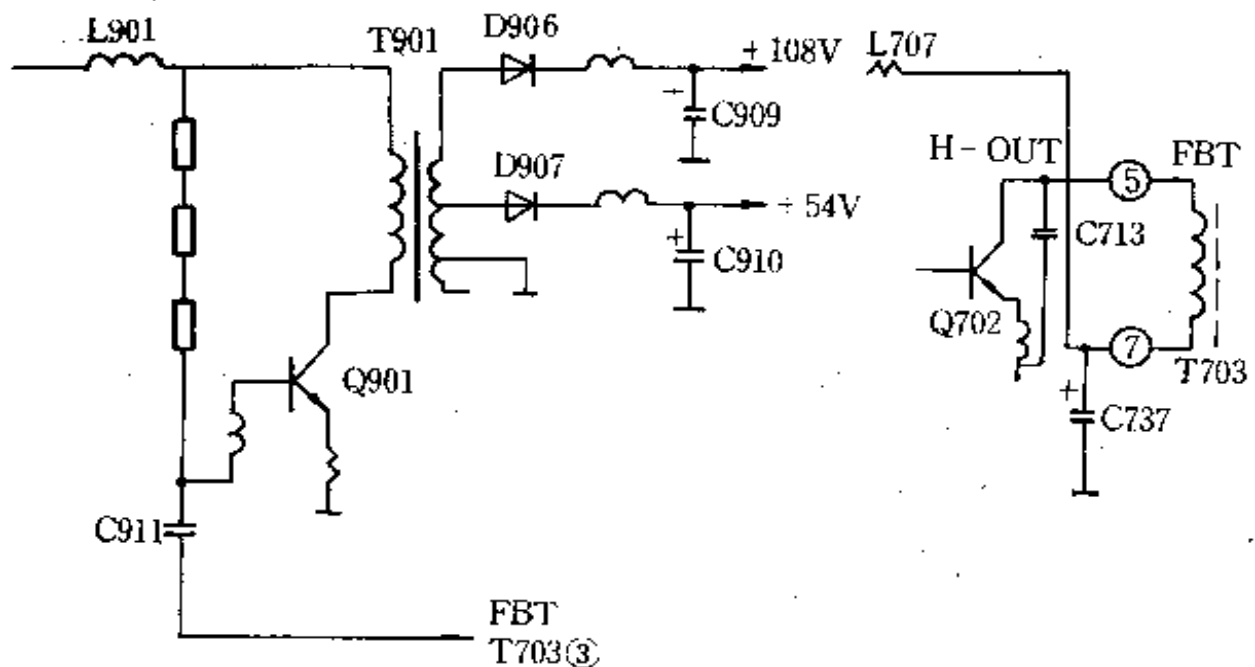 L901
T901
D906
+ 108V
C909
D907
+ 54V
C910
Q901
C911
FBT
T703③
L707
H-OUT
FBT
⑤
C713
Q702
⑦
T703
C737